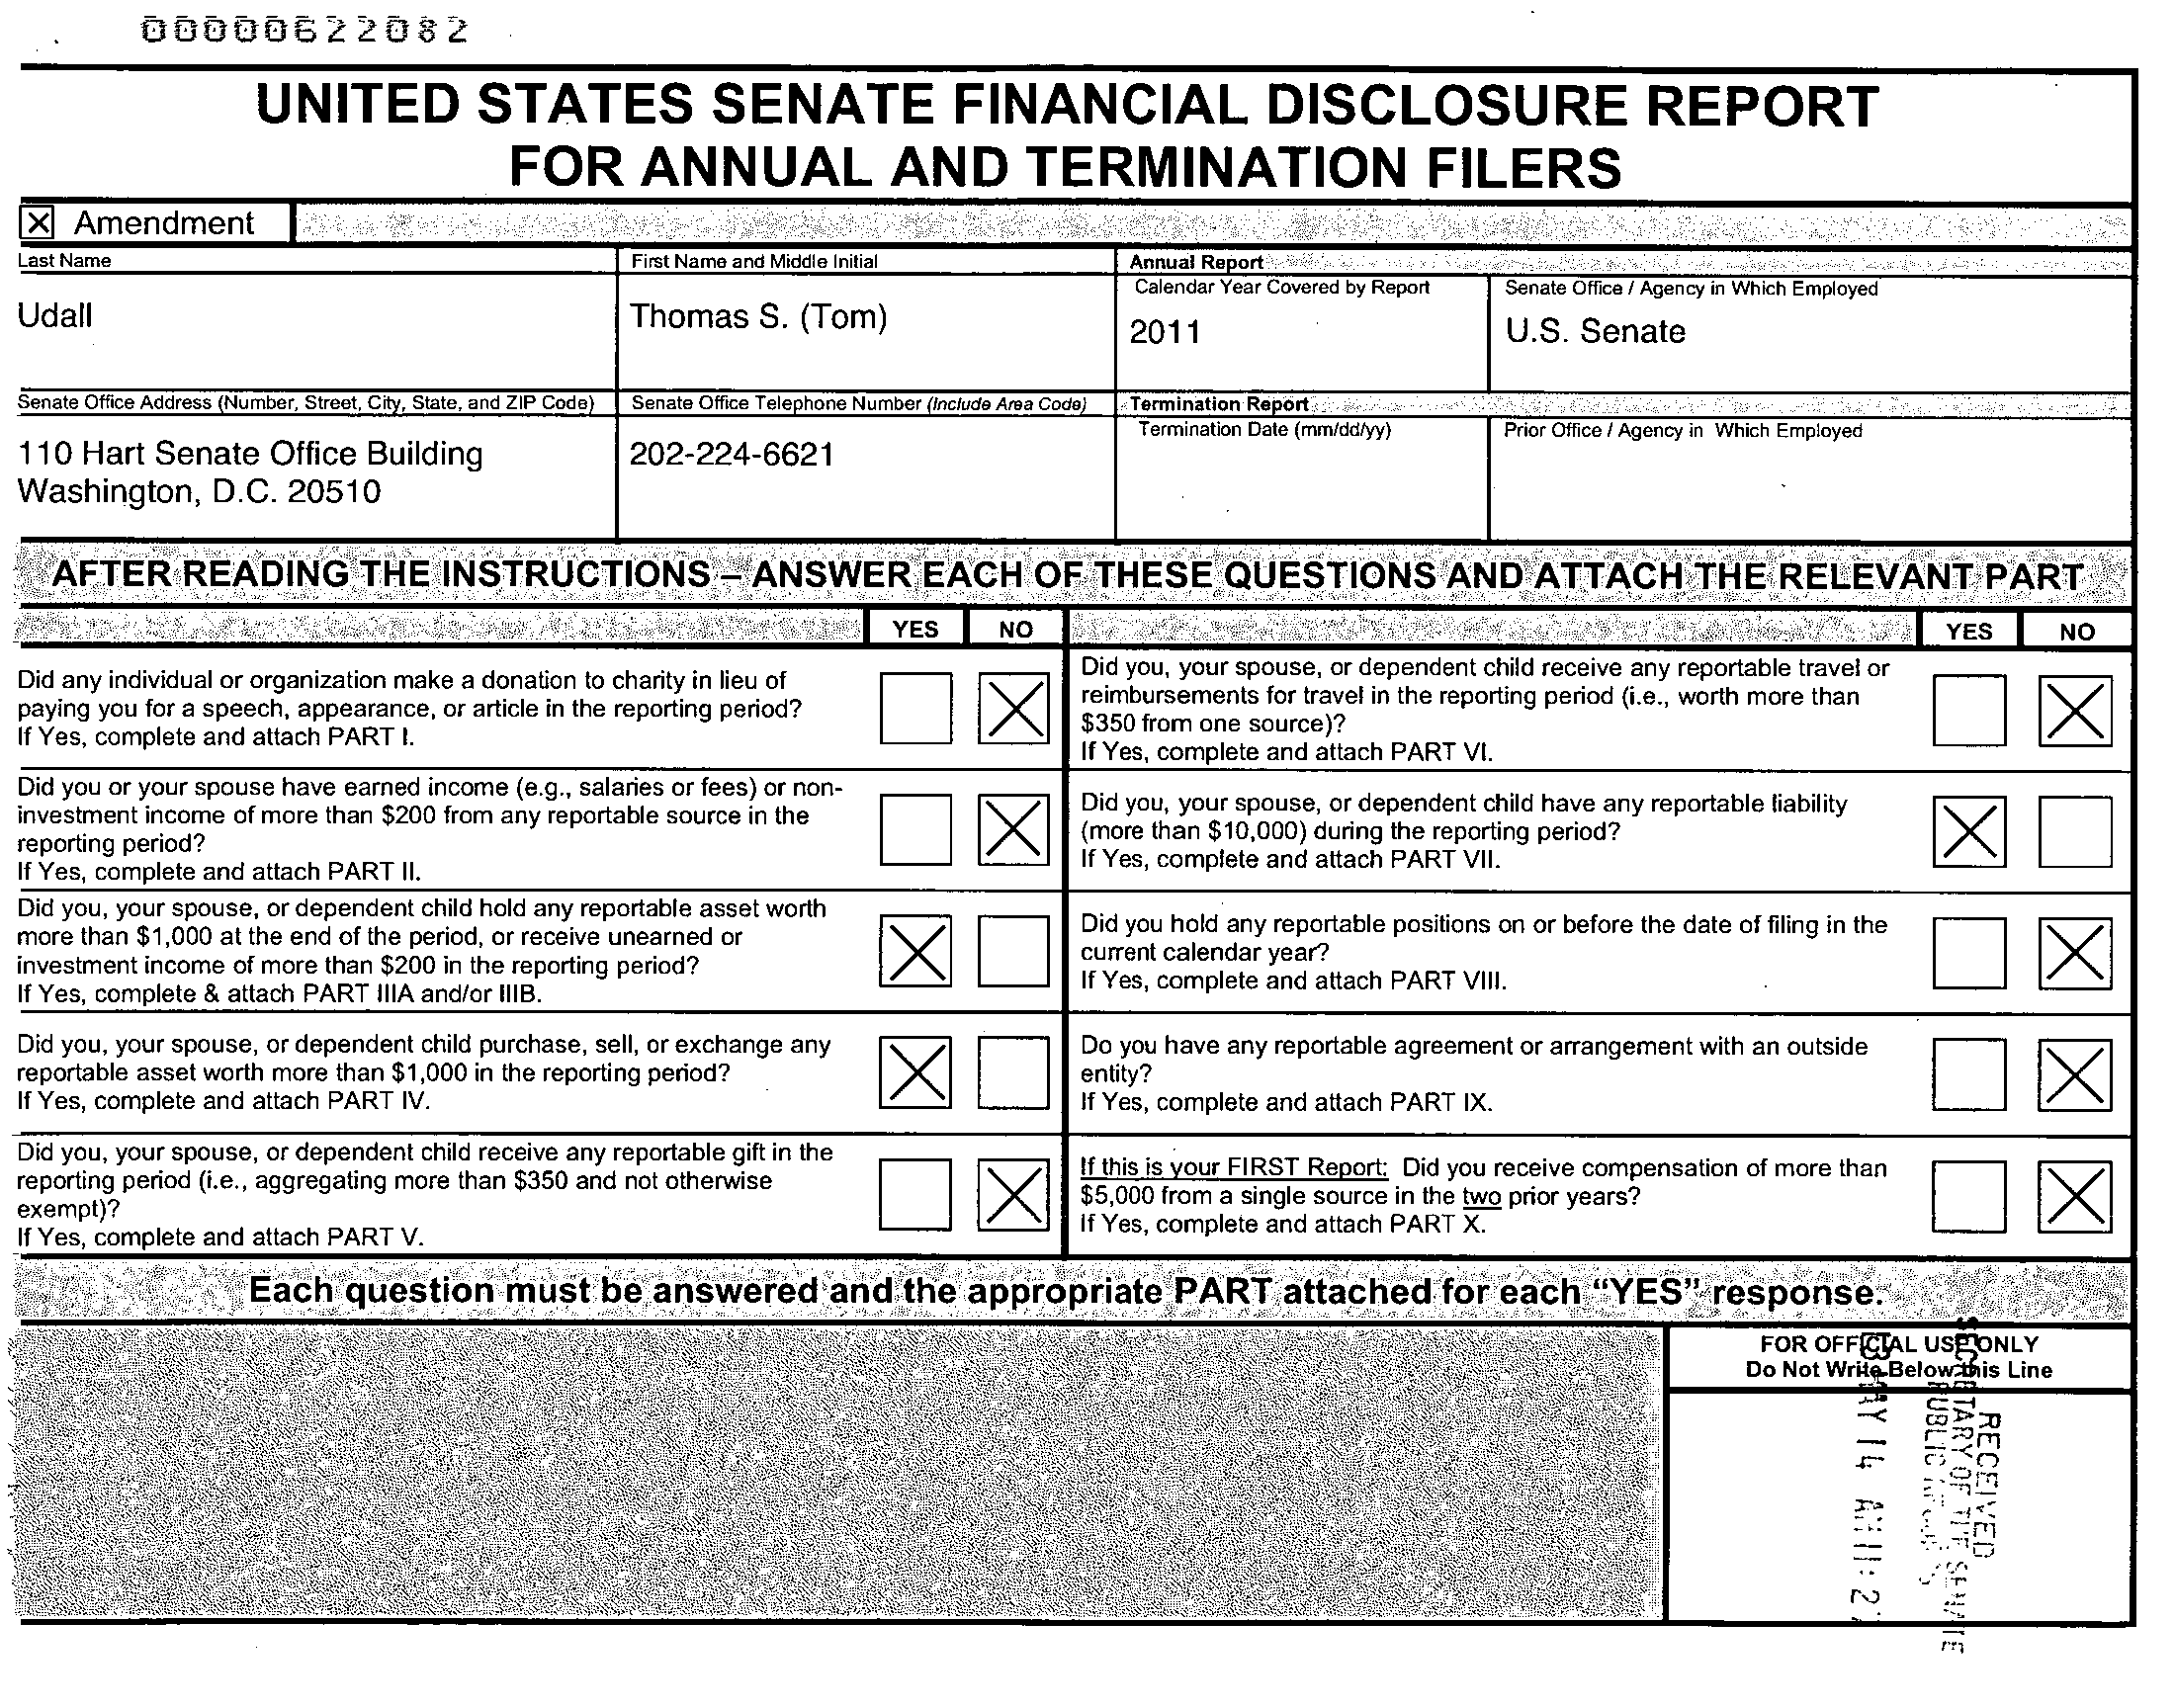 00000622082
UNITED STATES SENATE FINANCIAL DISCLOSURE REPORT
FOR ANNUAL AND TERMINATION FILERS
X Amendment
Last Name
Udall
First Name and Middle Initial
Thomas S. (Tom)
Annual Report
Calendar Year Covered by Report
2011
Senate Office / Agency in Which Employed
U.S. Senate
Senate Office Address (Number, Street, City, State, and ZIP Code)
110 Hart Senate Office Building
Washington, D.C. 20510
Senate Office Telephone Number (Include Area Code)
202-224-6621
Termination Report
Termination Date (mm/dd/yy)
Prior Office / Agency in Which Employed
AFTER READING THE INSTRUCTIONS – ANSWER EACH OF THESE QUESTIONS AND ATTACH THE RELEVANT PART
YES NO
Did any individual or organization make a donation to charity in lieu of
paying you for a speech, appearance, or article in the reporting period?
If Yes, complete and attach PART I.
X
Did you or your spouse have earned income (e.g., salaries or fees) or non-
investment income of more than $200 from any reportable source in the
reporting period?
If Yes, complete and attach PART II.
X
Did you, your spouse, or dependent child hold any reportable asset worth
more than $1,000 at the end of the period, or receive unearned or
investment income of more than $200 in the reporting period?
If Yes, complete & attach PART IIIA and/or IIIB.
X
Did you, your spouse, or dependent child purchase, sell, or exchange any
reportable asset worth more than $1,000 in the reporting period?
If Yes, complete and attach PART IV.
X
Did you, your spouse, or dependent child receive any reportable gift in the
reporting period (i.e., aggregating more than $350 and not otherwise
exempt)?
If Yes, complete and attach PART V.
X
YES NO
Did you, your spouse, or dependent child receive any reportable travel or
reimbursements for travel in the reporting period (i.e., worth more than
$350 from one source)?
If Yes, complete and attach PART VI.
X
Did you, your spouse, or dependent child have any reportable liability
(more than $10,000) during the reporting period?
If Yes, complete and attach PART VII.
X
Did you hold any reportable positions on or before the date of filing in the
current calendar year?
If Yes, complete and attach PART VIII.
X
Do you have any reportable agreement or arrangement with an outside
entity?
If Yes, complete and attach PART IX.
X
If this is your FIRST Report: Did you receive compensation of more than
$5,000 from a single source in the two prior years?
If Yes, complete and attach PART X.
X
Each question must be answered and the appropriate PART attached for each “YES” response.
FOR OFFICIAL USE ONLY
Do Not Write Below this Line
RECEIVED
SECRETARY OF THE SENATE
PUBLIC
MAY 14 AM 11:2